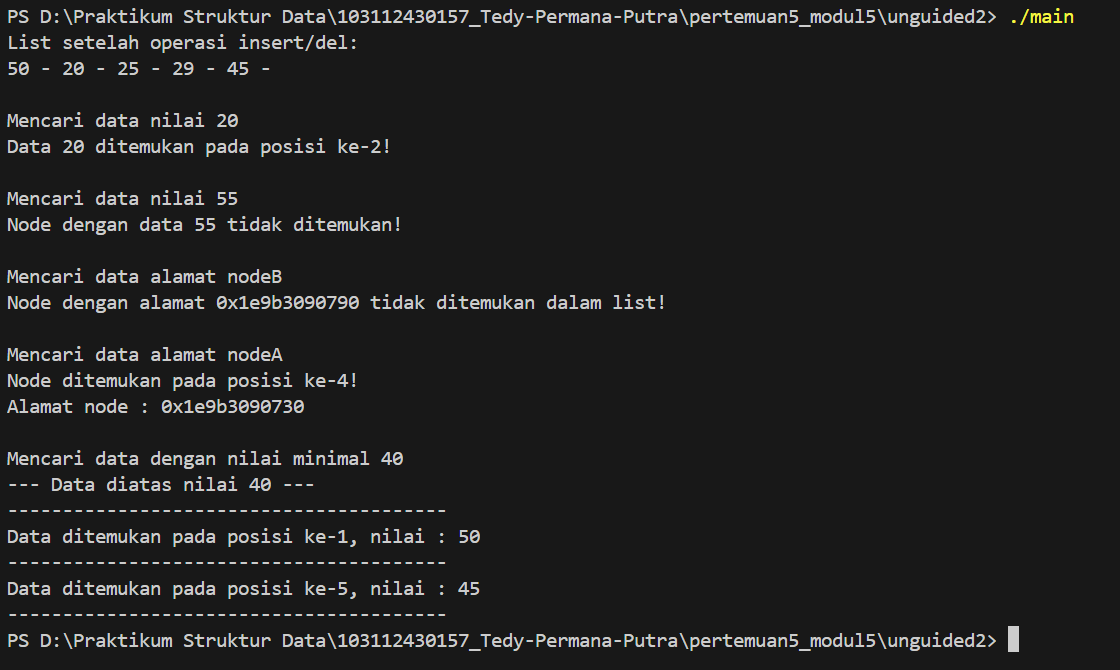 PS D:\Praktikum Struktur Data\103112430157_Tedy-Permana-Putra\pertemuan5_modul5\unguided2> ./main
List setelah operasi insert/del:
50 - 20 - 25 - 29 - 45 -
Mencari data nilai 20
Data 20 ditemukan pada posisi ke-2!
Mencari data nilai 55
Node dengan data 55 tidak ditemukan!
Mencari data alamat nodeB
Node dengan alamat 0x1e9b3090790 tidak ditemukan dalam list!
Mencari data alamat nodeA
Node ditemukan pada posisi ke-4!
Alamat node : 0x1e9b3090730
Mencari data dengan nilai minimal 40
--- Data diatas nilai 40 ---
----------------------------------------
Data ditemukan pada posisi ke-1, nilai : 50
----------------------------------------
Data ditemukan pada posisi ke-5, nilai : 45
----------------------------------------
PS D:\Praktikum Struktur Data\103112430157_Tedy-Permana-Putra\pertemuan5_modul5\unguided2>